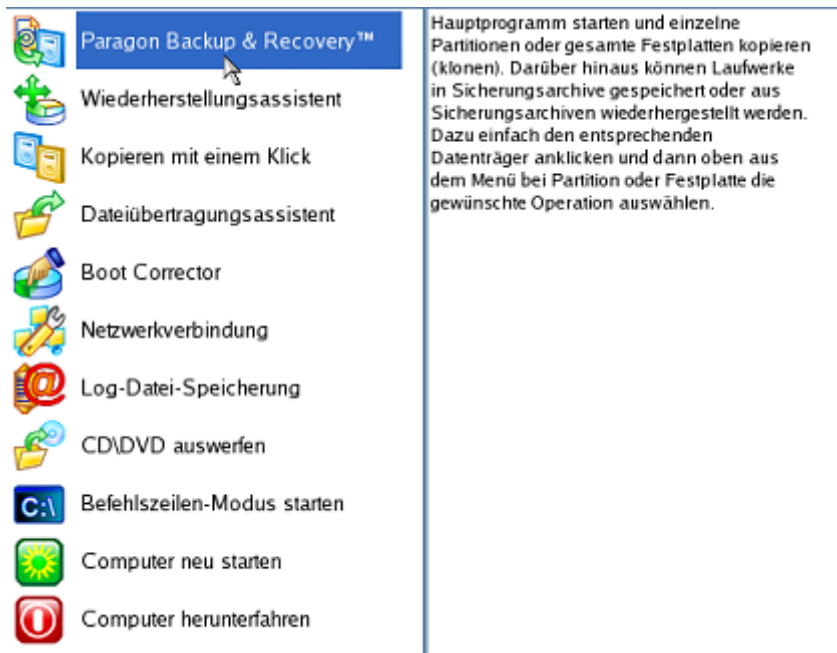 Paragon Backup & Recovery™
Wiederherstellungsassistent
Kopieren mit einem Klick
Dateiübertragungsassistent
Boot Corrector
Netzwerkverbindung
Log-Datei-Speicherung
CD\DVD auswerfen
C:\
Befehlszeilen-Modus starten
Computer neu starten
Computer herunterfahren
Hauptprogramm starten und einzelne
Partitionen oder gesamte Festplatten kopieren
(klonen). Darüber hinaus können Laufwerke
in Sicherungsarchive gespeichert oder aus
Sicherungsarchiven wiederhergestellt werden.
Dazu einfach den entsprechenden
Datenträger anklicken und dann oben aus
dem Menü bei Partition oder Festplatte die
gewünschte Operation auswählen.